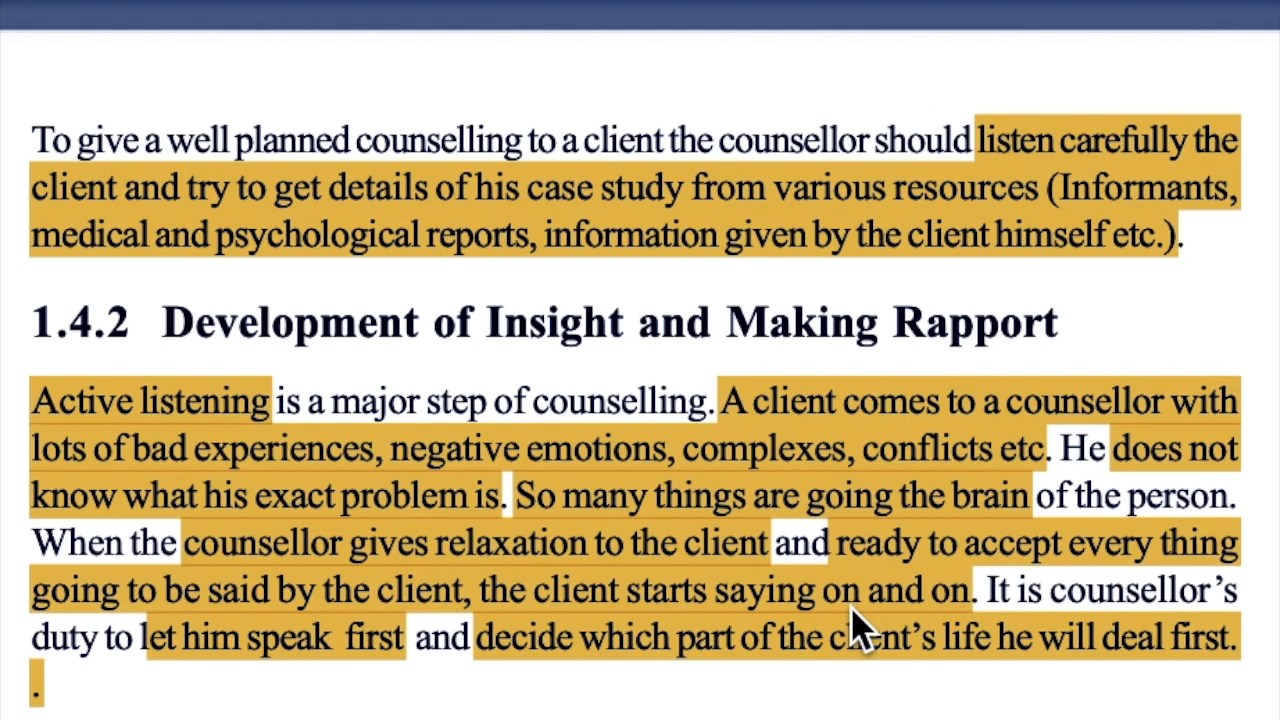 To give a well planned counselling to a client the counsellor should listen carefully the
client and try to get details of his case study from various resources (Informants,
medical and psychological reports, information given by the client himself etc.).
1.4.2 Development of Insight and Making Rapport
Active listening is a major step of counselling. A client comes to a counsellor with
lots of bad experiences, negative emotions, complexes, conflicts etc. He does not
know what his exact problem is. So many things are going the brain of the person.
When the counsellor gives relaxation to the client and ready to accept every thing
going to be said by the client, the client starts saying on and on. It is counsellor’s
duty to let him speak first and decide which part of the client’s life he will deal first.
.